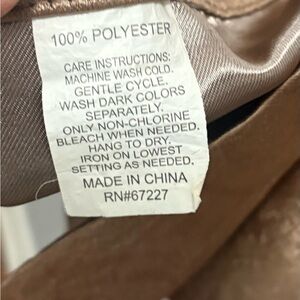 100% POLYESTER
CARE INSTRUCTIONS:
MACHINE WASH COLD.
GENTLE CYCLE.
WASH DARK COLORS
SEPARATELY.
ONLY NON-CHLORINE
BLEACH WHEN NEEDED.
HANG TO DRY.
IRON ON LOWEST
SETTING AS NEEDED.
MADE IN CHINA
RN#67227